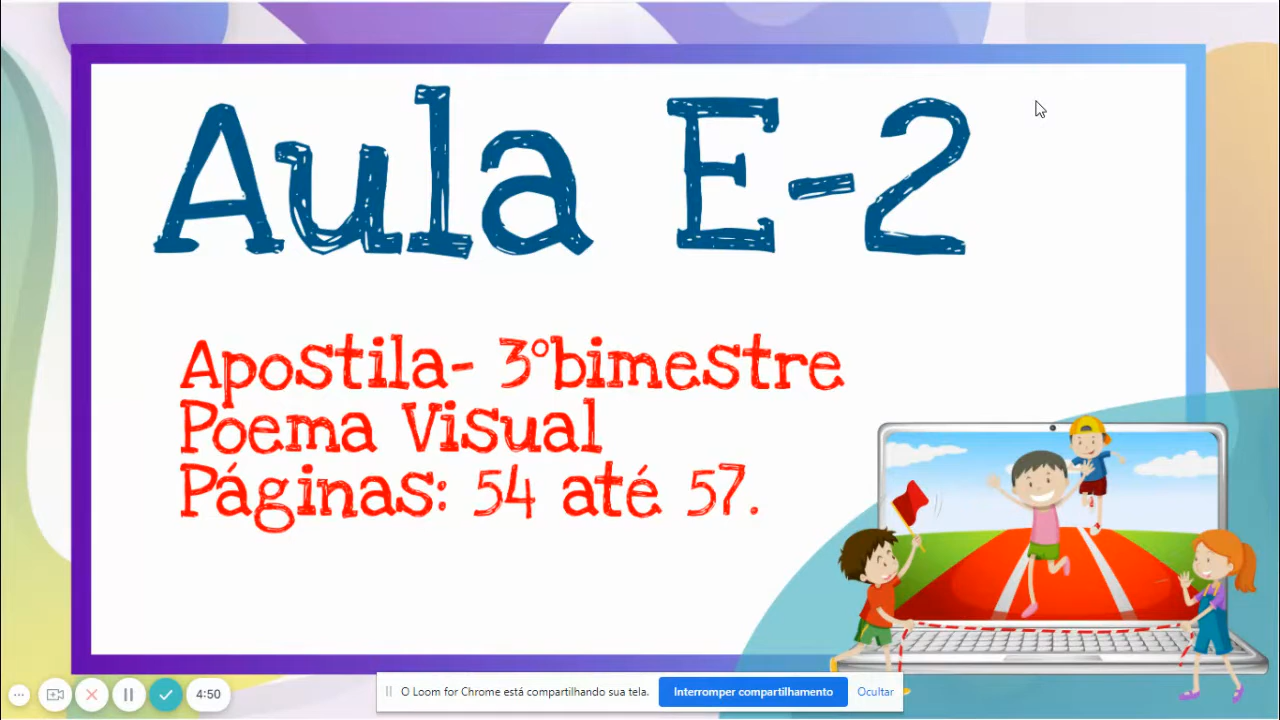 Aula E-2
Apostila- 3°bimestre
Poema Visual
Páginas: 54 até 57.
4:50
O Loom for Chrome está compartilhando sua tela.
Interromper compartilhamento
Ocultar